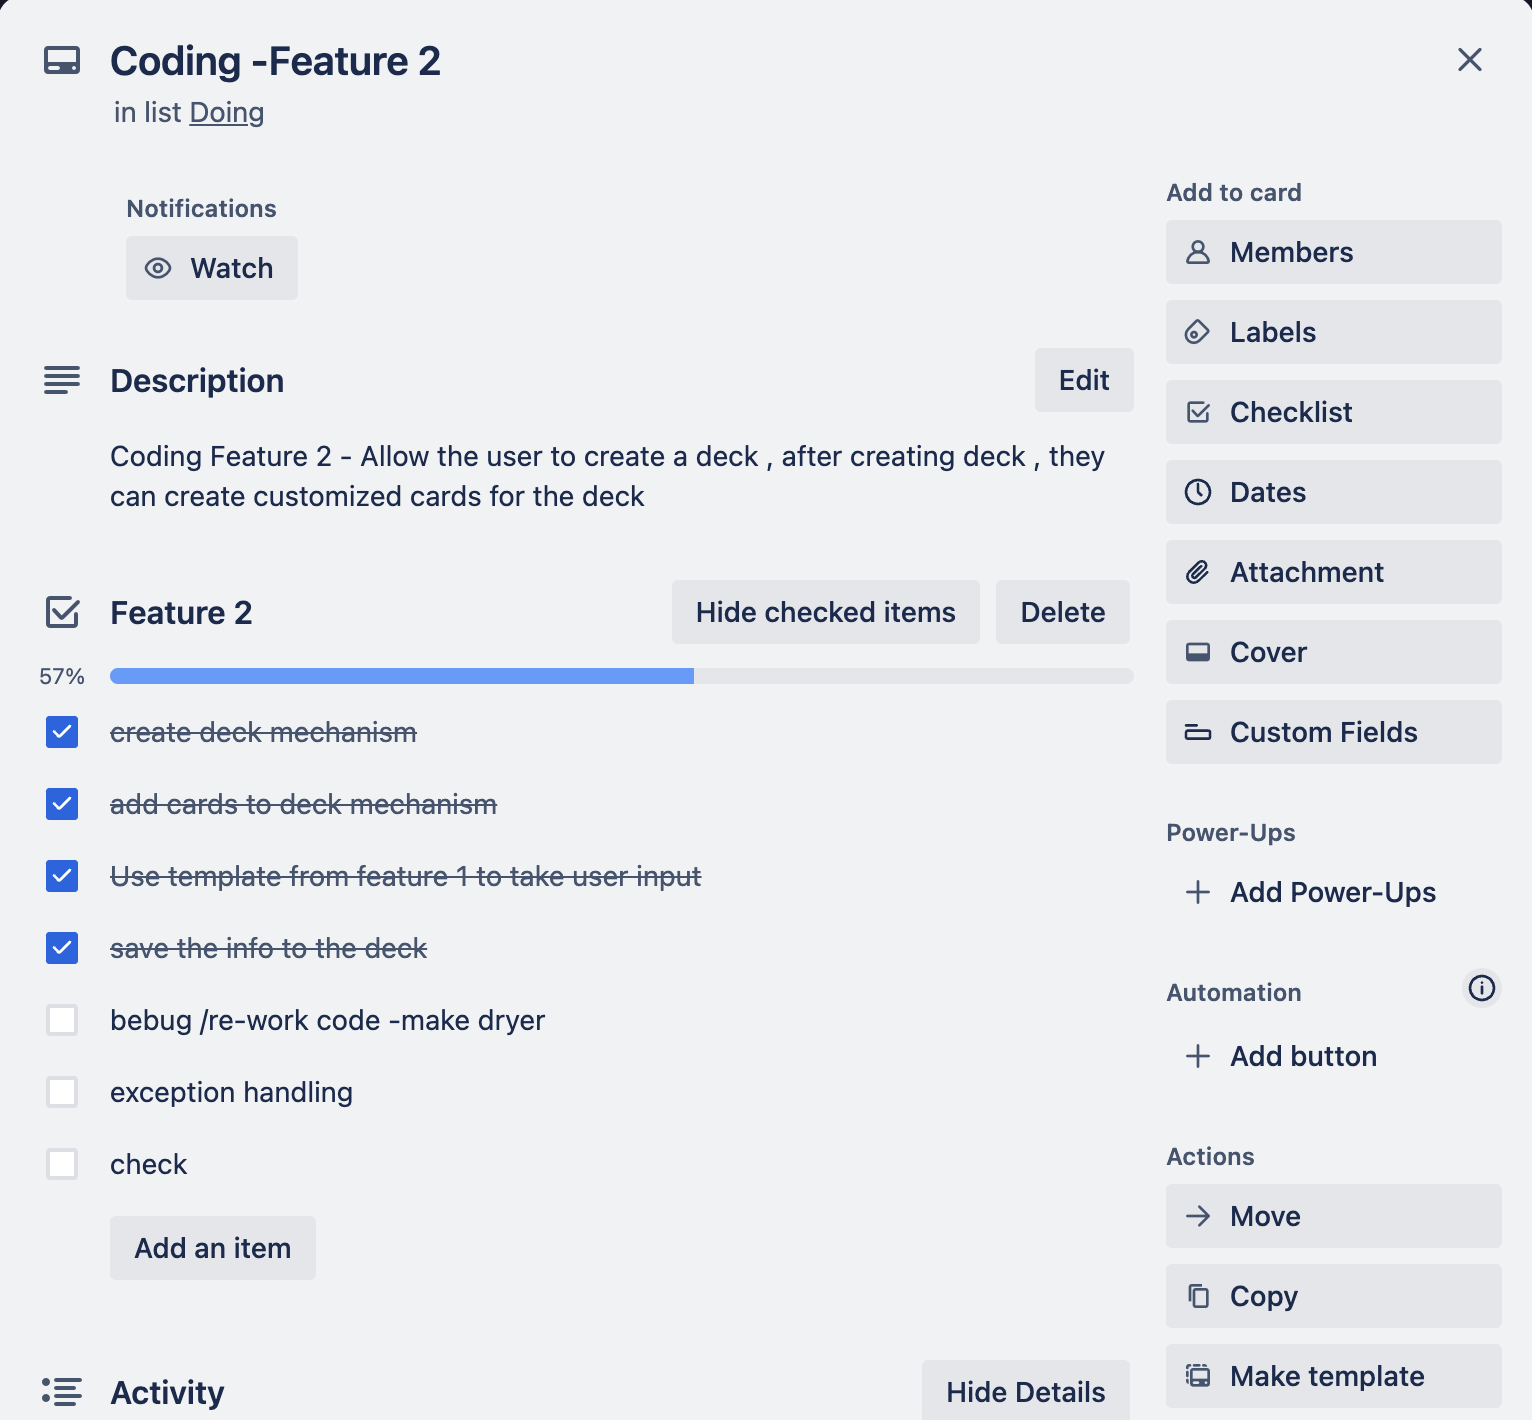 Coding -Feature 2
in list Doing
Notifications
Watch
Description
Edit
Coding Feature 2 - Allow the user to create a deck , after creating deck , they
can create customized cards for the deck
Feature 2
Hide checked items
Delete
57%
create deck mechanism
add cards to deck mechanism
Use template from feature 1 to take user input
save the info to the deck
bebug /re-work code -make dryer
exception handling
check
Add an item
Activity
Hide Details
Add to card
Members
Labels
Checklist
Dates
Attachment
Cover
Custom Fields
Power-Ups
Add Power-Ups
Automation
Add button
Actions
Move
Copy
Make template